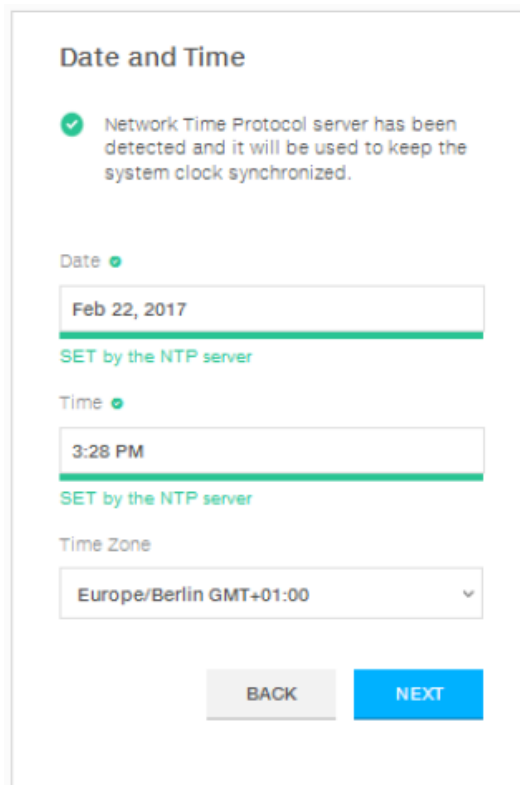 Date and Time
Network Time Protocol server has been
detected and it will be used to keep the
system clock synchronized.
Date
Feb 22, 2017
SET by the NTP server
Time
3:28 PM
SET by the NTP server
Time Zone
Europe/Berlin GMT+01:00
BACK NEXT